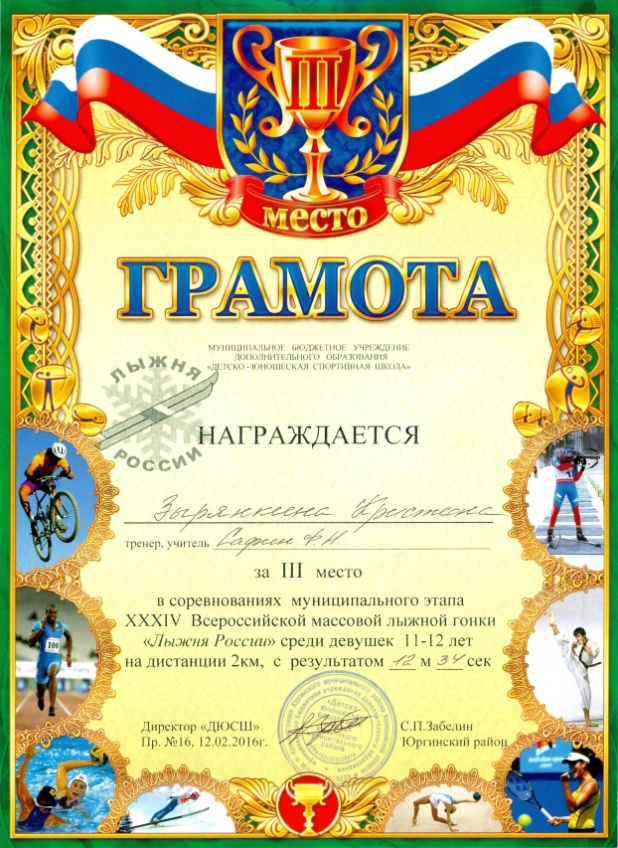 III
место
ГРАМОТА
МУНИЦИПАЛЬНОЕ БЮДЖЕТНОЕ УЧРЕЖДЕНИЕ
ДОПОЛНИТЕЛЬНОГО ОБРАЗОВАНИЯ
«ДЕТСКО - ЮНОШЕСКАЯ СПОРТИВНАЯ ШКОЛА»
ЛЫЖНЯ
РОССИИ
НАГРАЖДАЕТСЯ
Зырянкина Кристина
тренер, учитель Ф.Н
за III место
в соревнованиях муниципального этапа
XXXIV Всероссийской массовой лыжной гонки
«Лыжня России» среди девушек 11-12 лет
на дистанции 2км, с результатом 12 м 34 сек
Директор «ДЮСШ»
Пр. №16, 12.02.2016г.
С.П.Забелин
Юргинский район